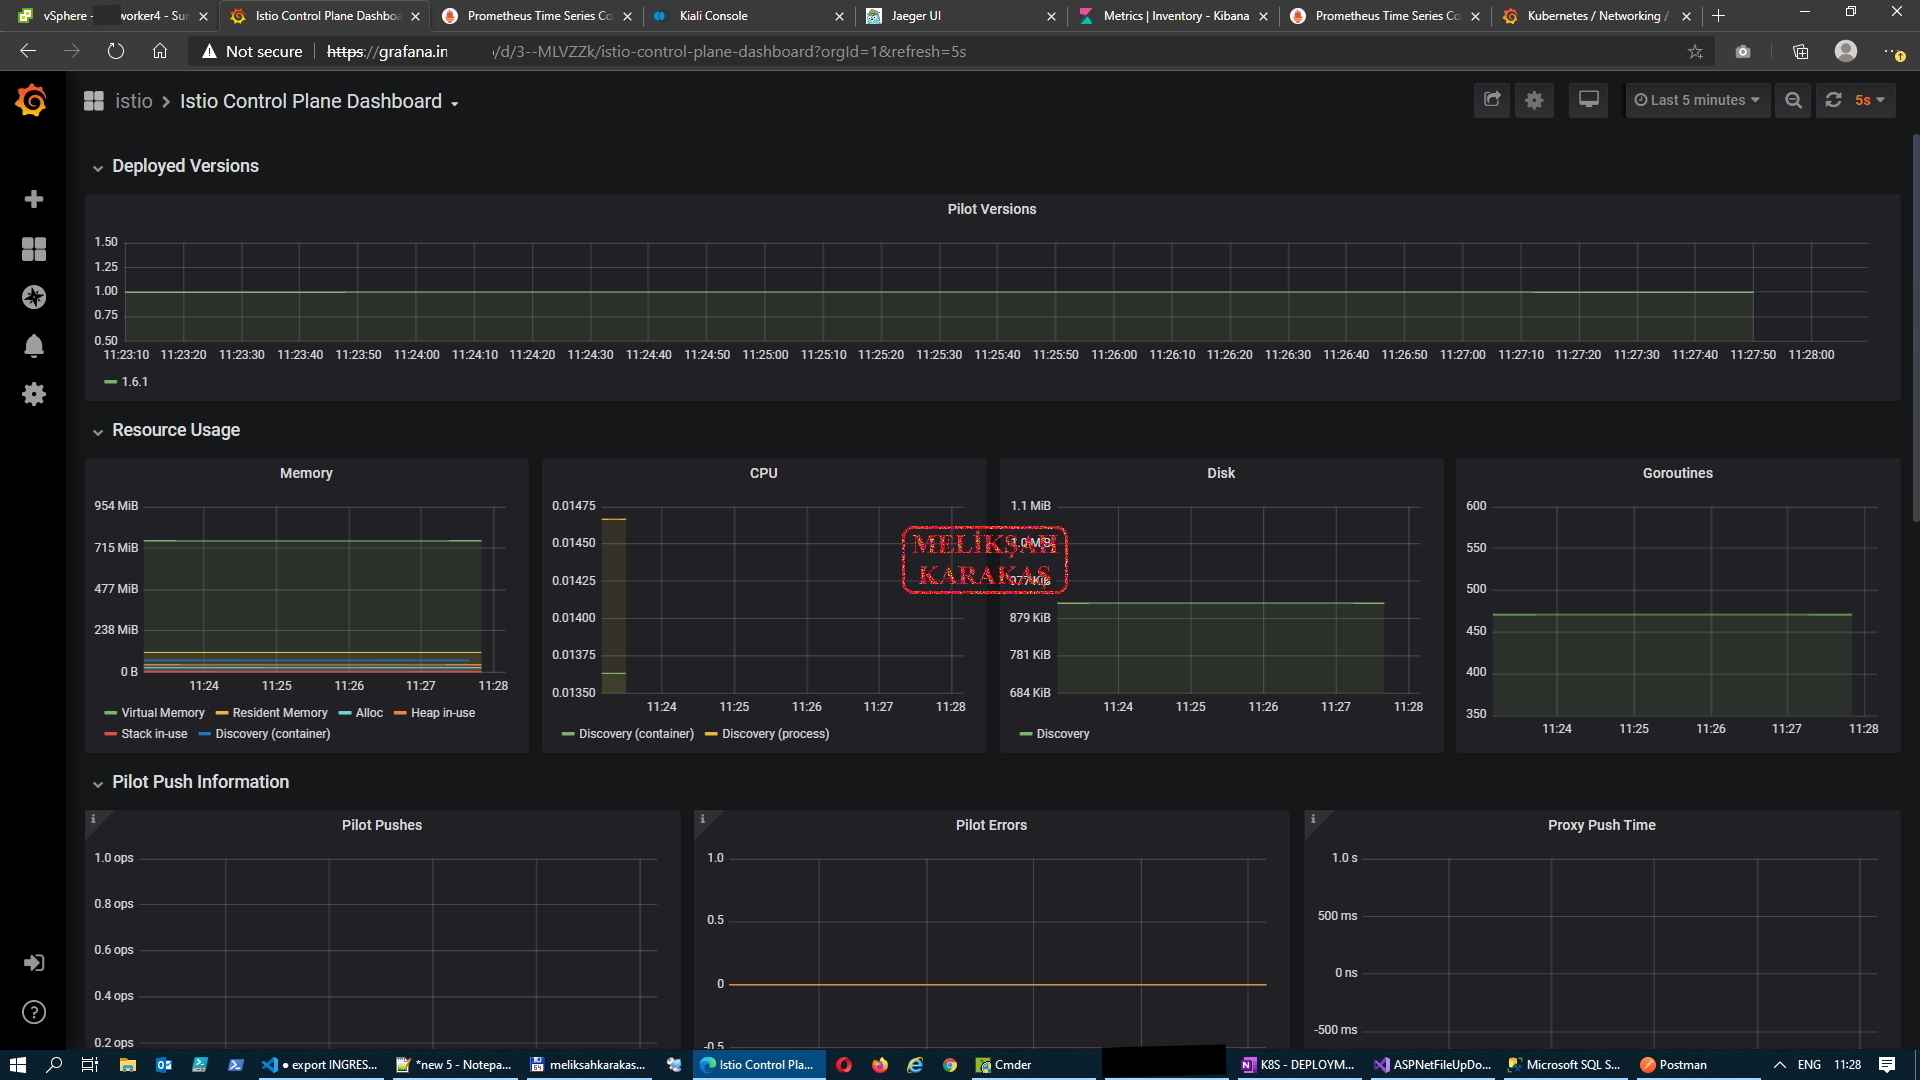 vSphere - worker4 - Sur
Istio Control Plane Dashboa
Prometheus Time Series Co
Kiali Console
Jaeger UI
Metrics | Inventory - Kibana
Prometheus Time Series Co
Kubernetes / Networking /
Not secure
https://grafana.in /d/3--MLVZZk/istio-control-plane-dashboard?orgId=1&refresh=5s
istio > Istio Control Plane Dashboard
Last 5 minutes
5s
Deployed Versions
Pilot Versions
1.50
1.25
1.00
0.75
0.50
11:23:10 11:23:20 11:23:30 11:23:40 11:23:50 11:24:00 11:24:10 11:24:20 11:24:30 11:24:40 11:24:50 11:25:00 11:25:10 11:25:20 11:25:30 11:25:40 11:25:50 11:26:00 11:26:10 11:26:20 11:26:30 11:26:40 11:26:50 11:27:00 11:27:10 11:27:20 11:27:30 11:27:40 11:27:50 11:28:00
1.6.1
Resource Usage
Memory
954 MiB
715 MiB
477 MiB
238 MiB
0 B
11:24 11:25 11:26 11:27 11:28
Virtual Memory Resident Memory Alloc Heap in-use
Stack in-use Discovery (container)
CPU
0.01475
0.01450
0.01425
0.01400
0.01375
0.01350
11:24 11:25 11:26 11:27 11:28
Discovery (container) Discovery (process)
MELİKŞAH
KARAKAŞ
Disk
1.1 MiB
1.0 MiB
977 KiB
879 KiB
781 KiB
684 KiB
11:24 11:25 11:26 11:27 11:28
Discovery
Goroutines
600
550
500
450
400
350
11:24 11:25 11:26 11:27 11:28
Pilot Push Information
Pilot Pushes
1.0 ops
0.8 ops
0.6 ops
0.4 ops
0.2 ops
Pilot Errors
1.0
0.5
0
-0.5
Proxy Push Time
1.0 s
500 ms
0 ns
-500 ms
● export INGRES...
*new 5 - Notepa...
meliksahkarakas...
Istio Control Pla...
Cmder
K8S - DEPLOYM...
ASPNetFileUpDo...
Microsoft SQL S...
Postman
ENG
11:28